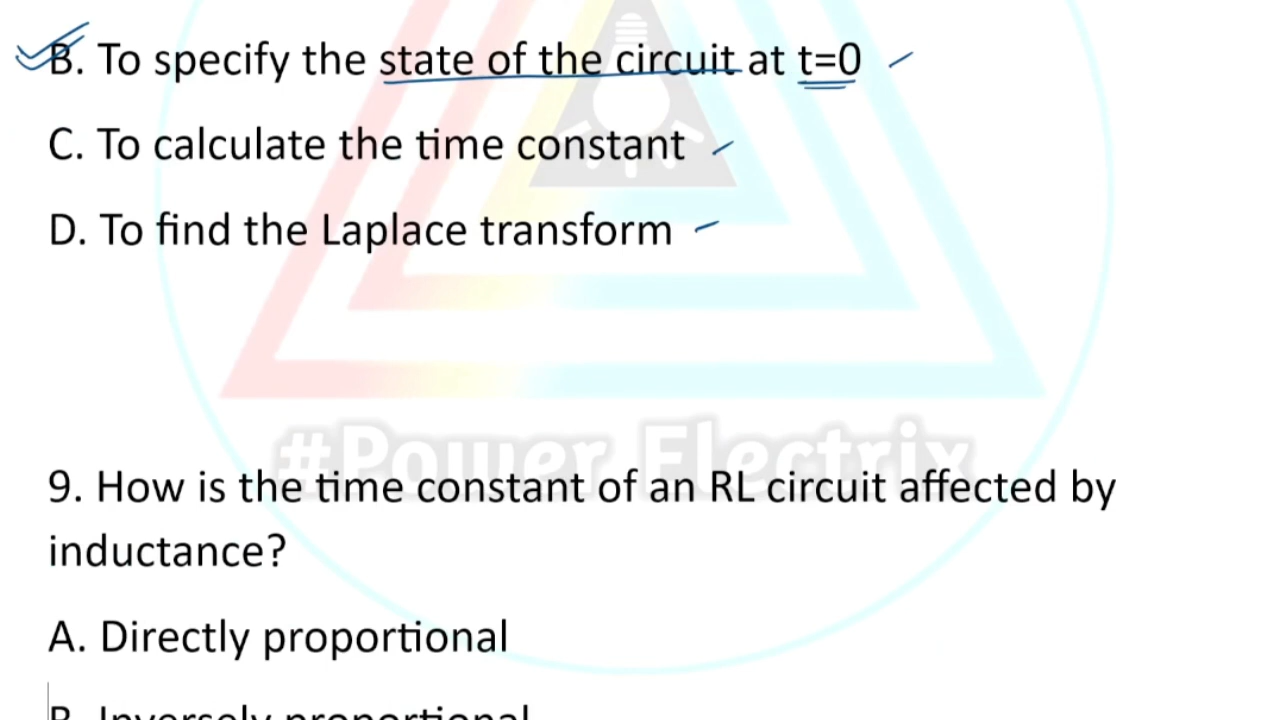 B. To specify the state of the circuit at t=0
C. To calculate the time constant
D. To find the Laplace transform
#Power Electrix
9. How is the time constant of an RL circuit affected by
inductance?
A. Directly proportional
B. Inversely proportional